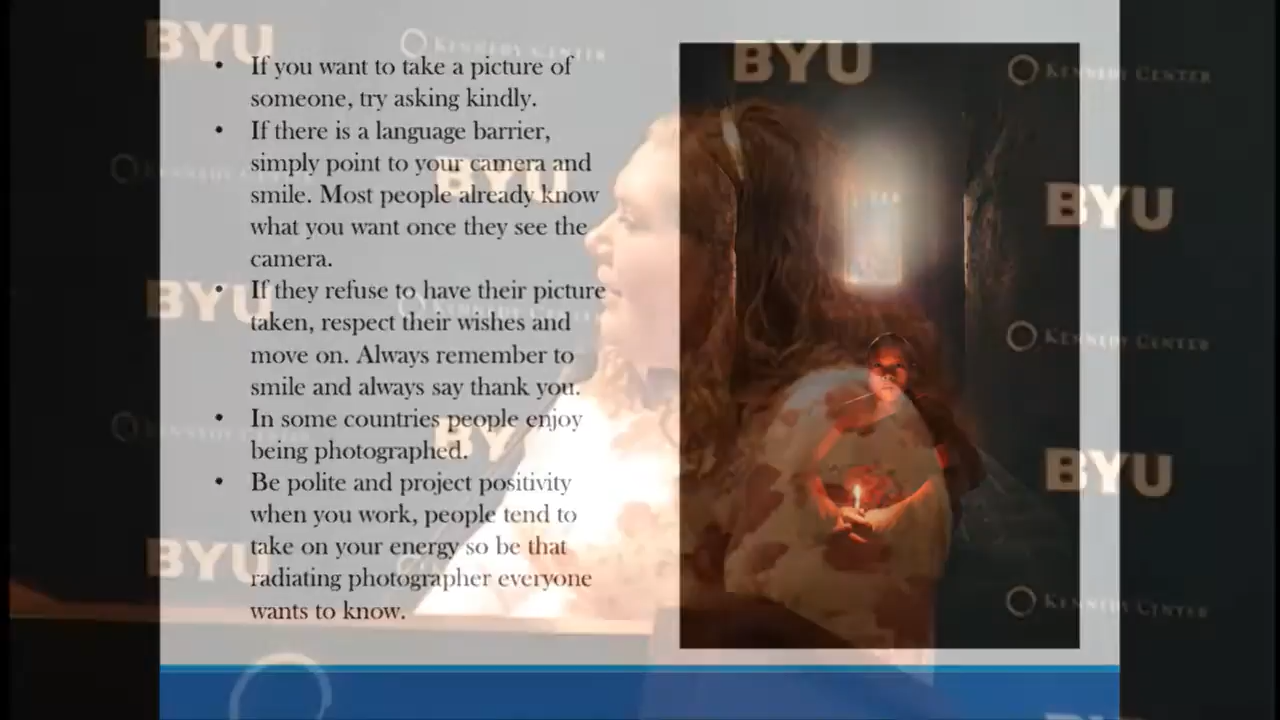 BYU
KENNEDY CENTER
BYU
KENNEDY CENTER
• If you want to take a picture of
someone, try asking kindly.
• If there is a language barrier,
simply point to your camera and
smile. Most people already know
what you want once they see the
camera.
• If they refuse to have their picture
taken, respect their wishes and
move on. Always remember to
smile and always say thank you.
• In some countries people enjoy
being photographed.
• Be polite and project positivity
when you work, people tend to
take on your energy so be that
radiating photographer everyone
wants to know.
BYU
BYU
BYU
KENNEDY CENTER
BYU
BYU
BYU
KENNEDY CENTER